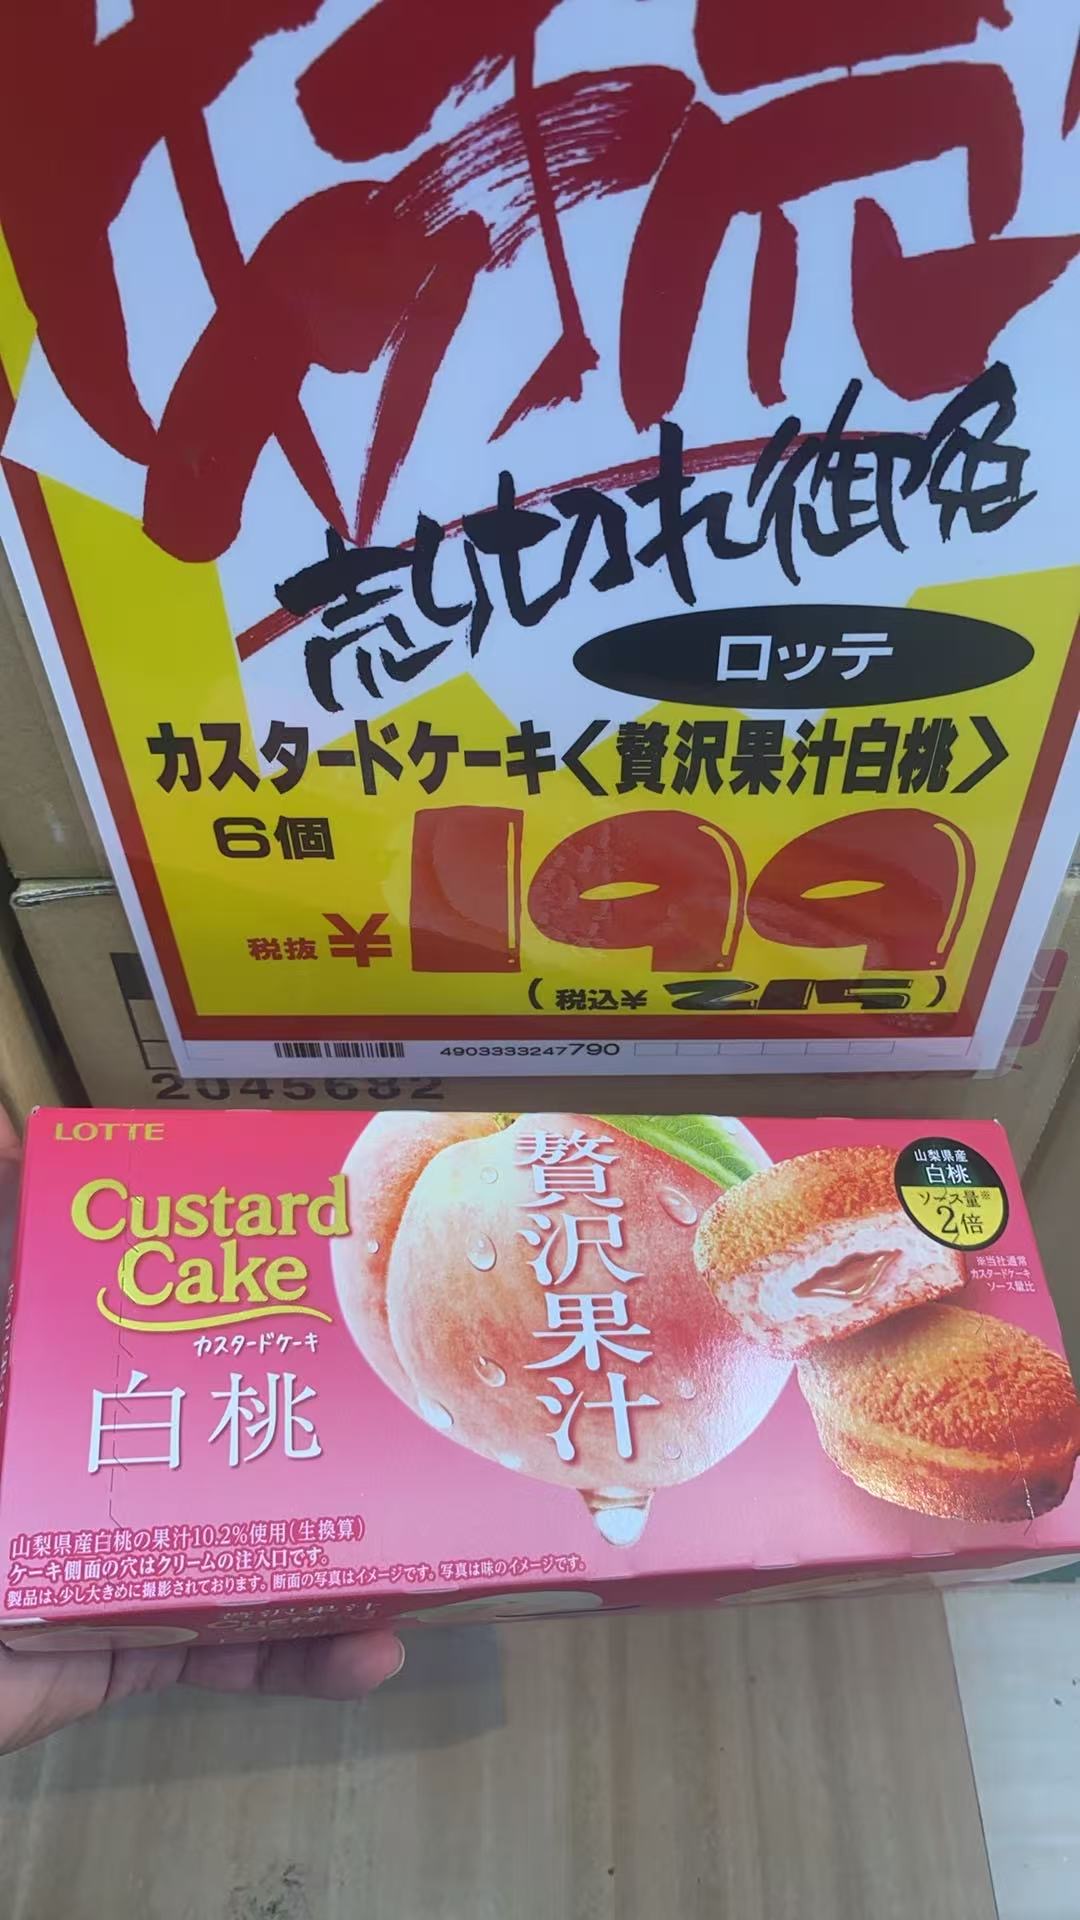 売り切れ御免
ロッテ
カスタードケーキ〈贅沢果汁白桃〉
6個
税抜 ¥199
(税込¥215)
4903333247790
2045682
LOTTE
Custard
Cake
カスタードケーキ
白桃
贅沢果汁
山梨県産
白桃
ソース量※
2倍
※当社通常
カスタードケーキ
ソース量比
山梨県産白桃の果汁10.2%使用(生換算)
ケーキ側面の穴はクリームの注入口です。
製品は、少し大きめに撮影されております。断面の写真はイメージです。写真は味のイメージです。